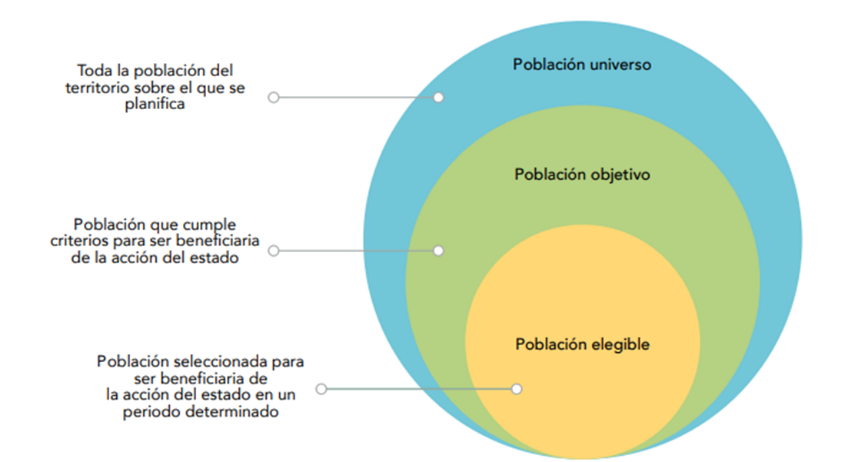 Población universo
Toda la población del
territorio sobre el que se
planifica
Población objetivo
Población que cumple
criterios para ser beneficiaria
de la acción del estado
Población elegible
Población seleccionada para
ser beneficiaria de
la acción del estado en un
periodo determinado